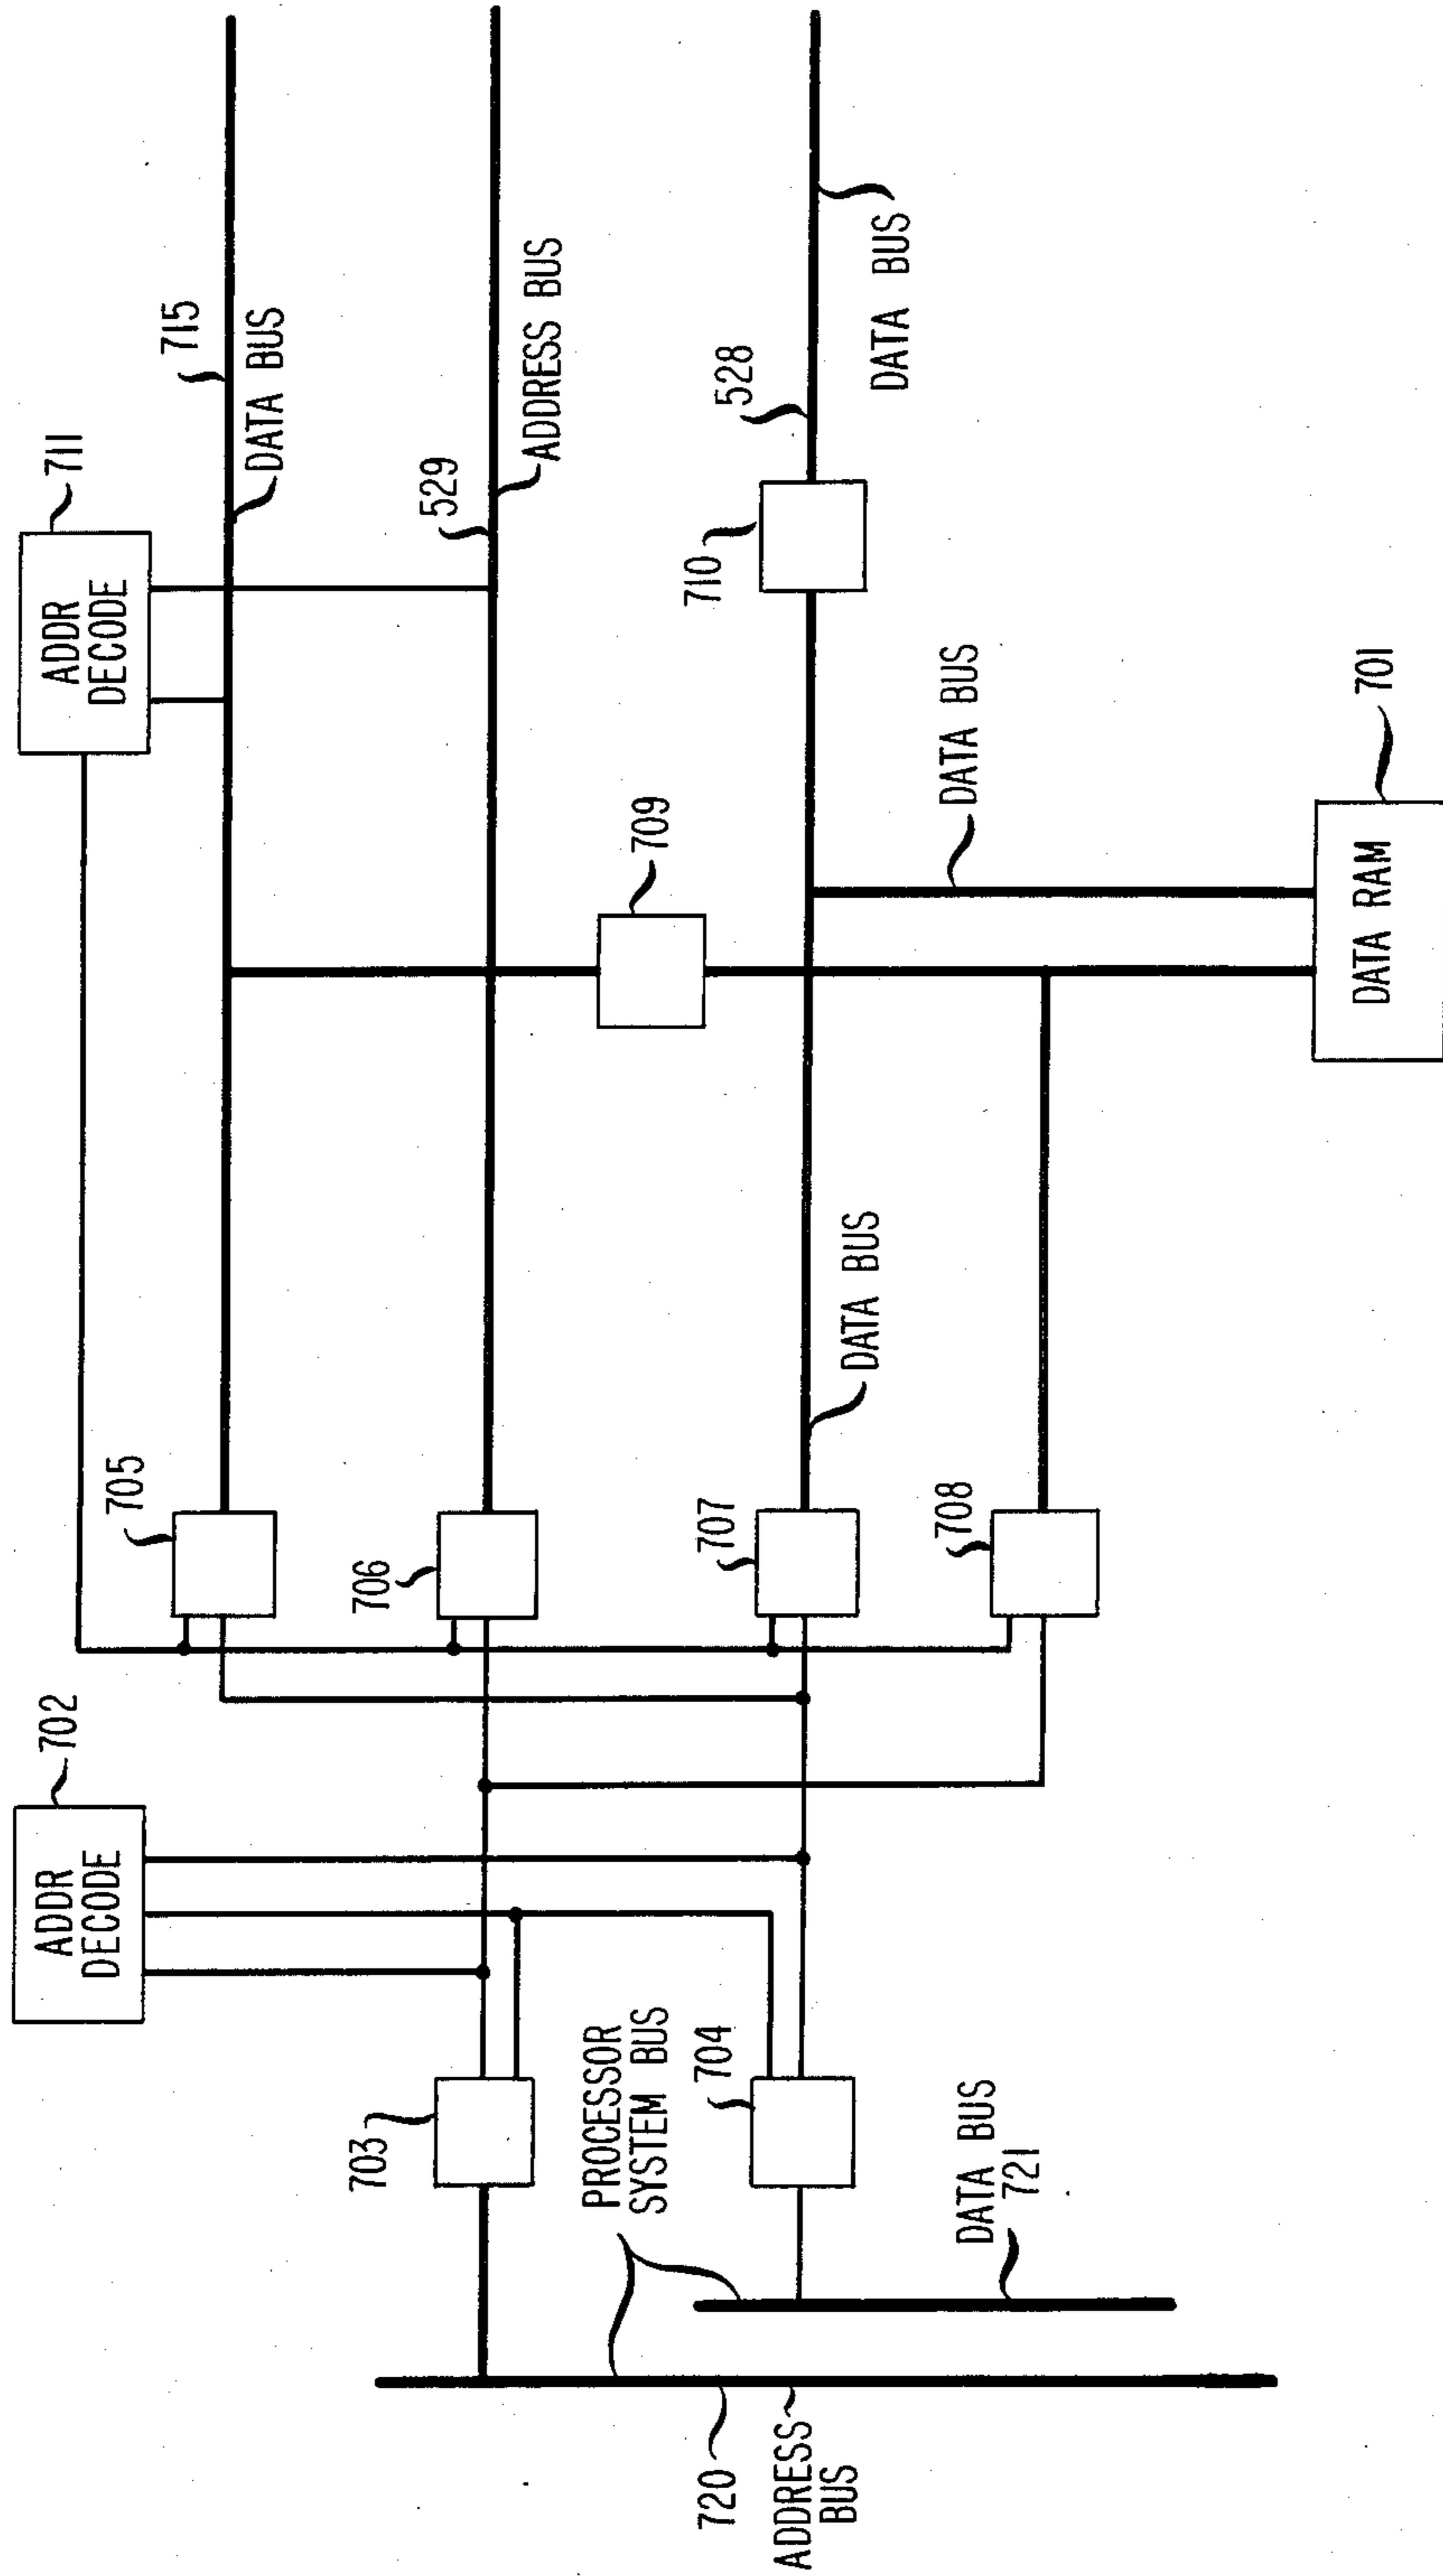 711
ADDR
DECODE
715
DATA BUS
529
ADDRESS BUS
528
DATA BUS
710
709
DATA BUS
701
DATA RAM
705
706
707
DATA BUS
708
702
ADDR
DECODE
703
PROCESSOR
SYSTEM BUS
704
DATA BUS
721
720
ADDRESS
BUS